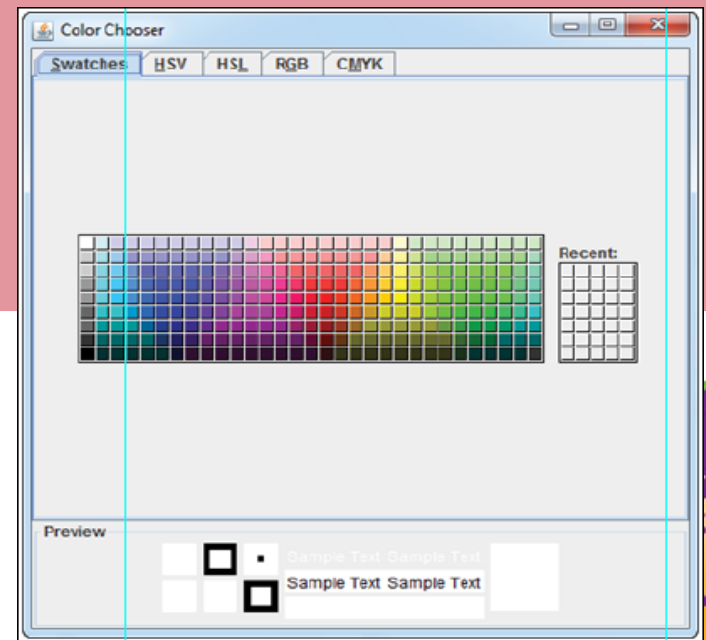 Color Chooser
Swatches HSV HSL RGB CMYK
Recent:
Preview
Sample Text Sample Text
Sample Text Sample Text